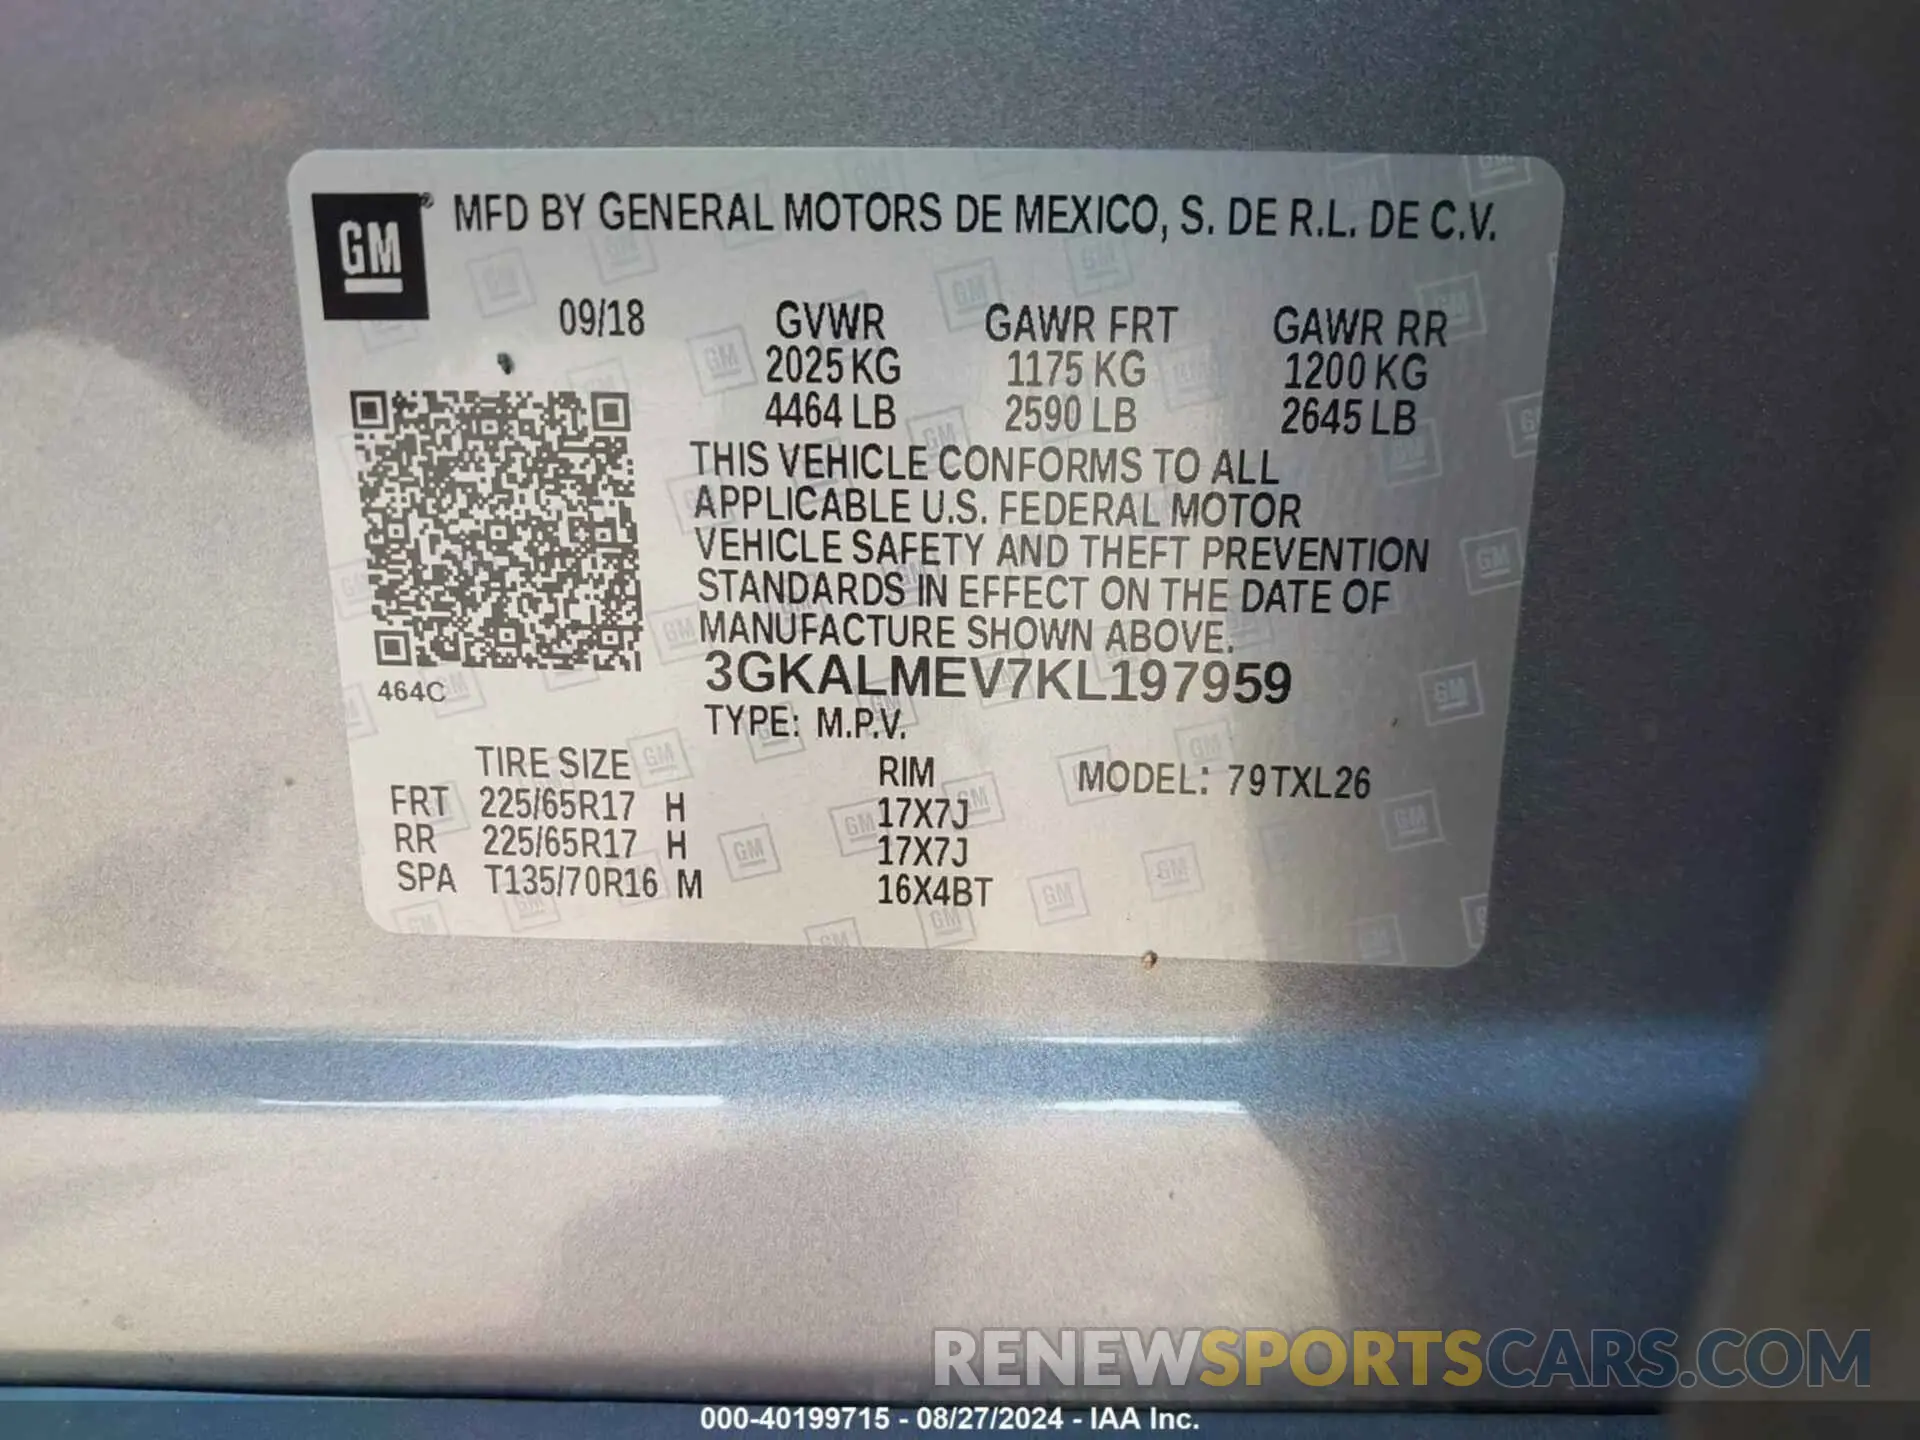 GM® MFD BY GENERAL MOTORS DE MEXICO, S. DE R.L. DE C.V.
09/18 GVWR GAWR FRT GAWR RR
2025 KG 1175 KG 1200 KG
4464 LB 2590 LB 2645 LB
THIS VEHICLE CONFORMS TO ALL
APPLICABLE U.S. FEDERAL MOTOR
VEHICLE SAFETY AND THEFT PREVENTION
STANDARDS IN EFFECT ON THE DATE OF
MANUFACTURE SHOWN ABOVE.
464C 3GKALMEV7KL197959
TYPE: M.P.V.
TIRE SIZE RIM MODEL: 79TXL26
FRT 225/65R17 H 17X7J
RR 225/65R17 H 17X7J
SPA T135/70R16 M 16X4BT
RENEWSPORTSCARS.COM
000-40199715 - 08/27/2024 - IAA Inc.